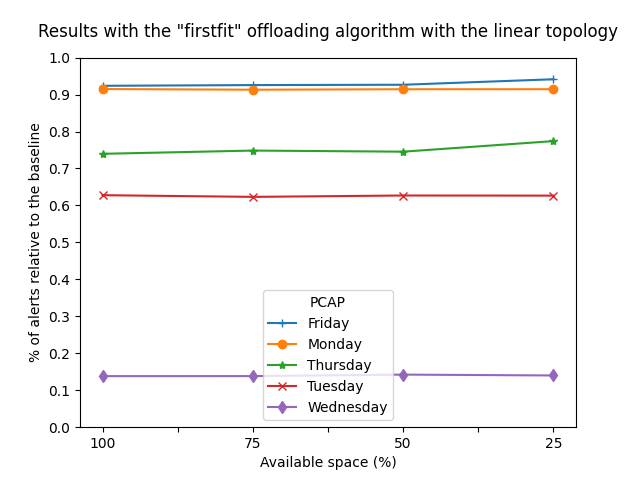 Results with the "firstfit" offloading algorithm with the linear topology
% of alerts relative to the baseline
1.0
0.9
0.8
0.7
0.6
0.5
0.4
0.3
0.2
0.1
0.0
PCAP
Friday
Monday
Thursday
Tuesday
Wednesday
100
75
50
25
Available space (%)